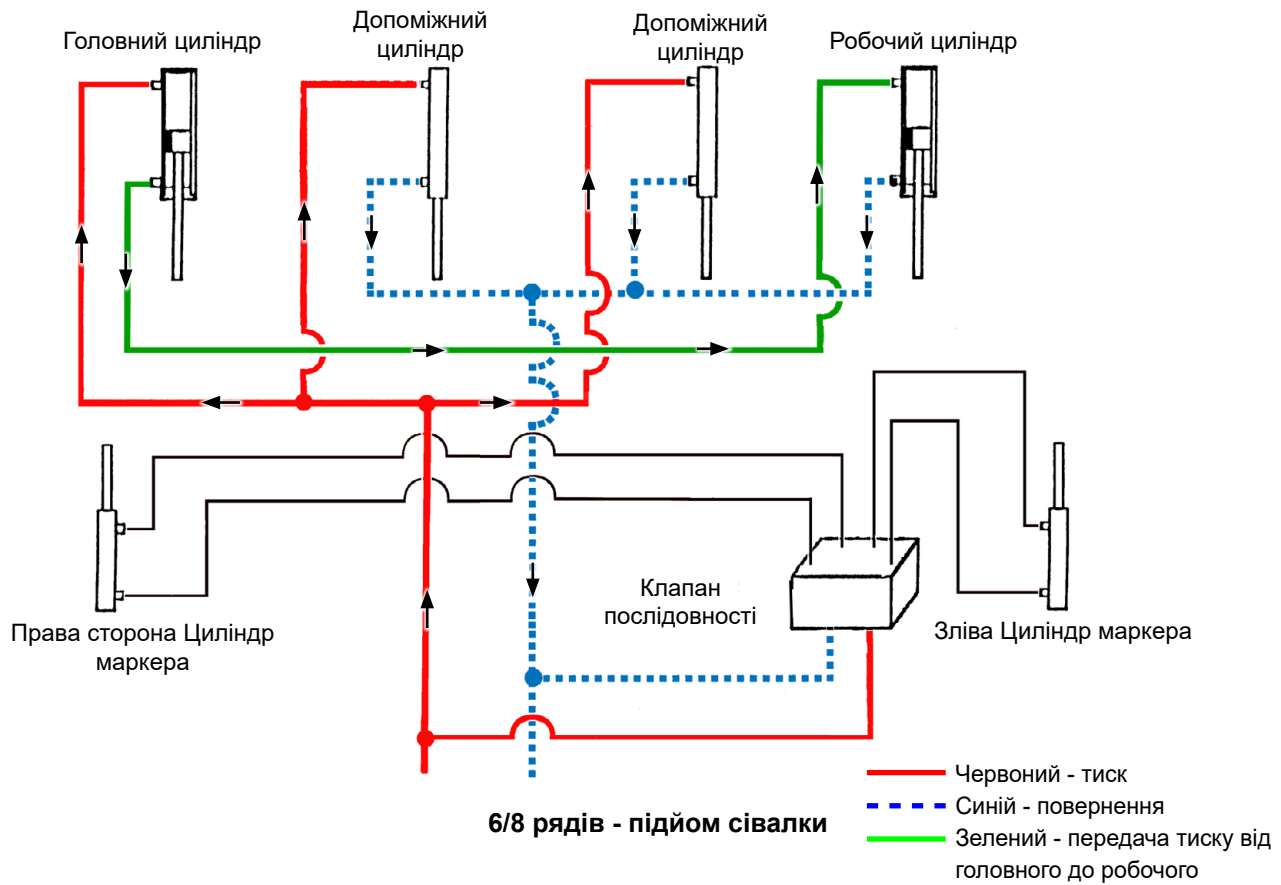 Головний циліндр
Допоміжний
циліндр
Допоміжний
циліндр
Робочий циліндр
Клапан
послідовності
Права сторона Циліндр
маркера
Зліва Циліндр маркера
Червоний - тиск
Синій - повернення
Зелений - передача тиску від
головного до робочого
6/8 рядів - підйом сівалки